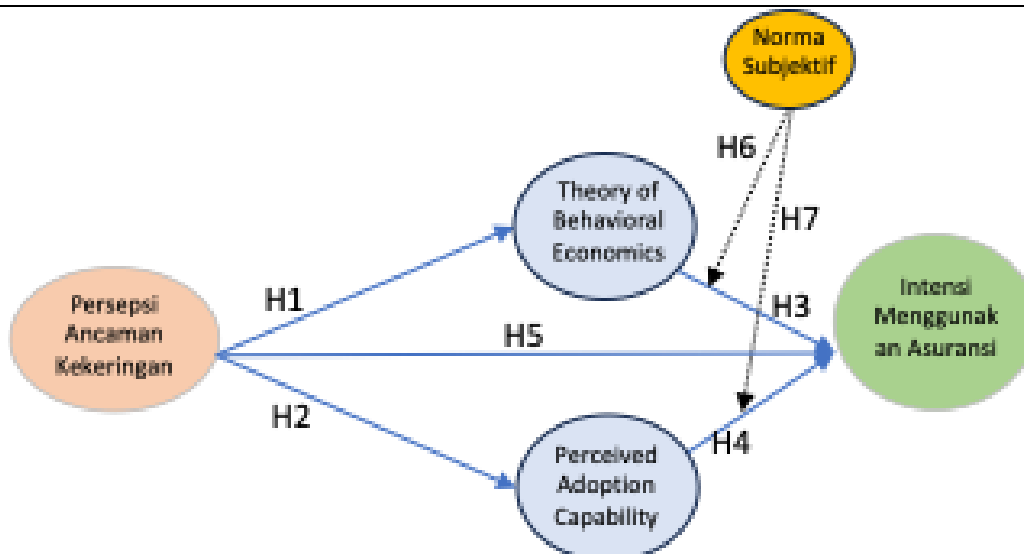 Norma
Subjektif
H6
Theory of
Behavioral
Economics
H7
Persepsi
Ancaman
Kekeringan
H1
H3
Intensi
Menggunak
an Asuransi
H5
H2
H4
Perceived
Adoption
Capability